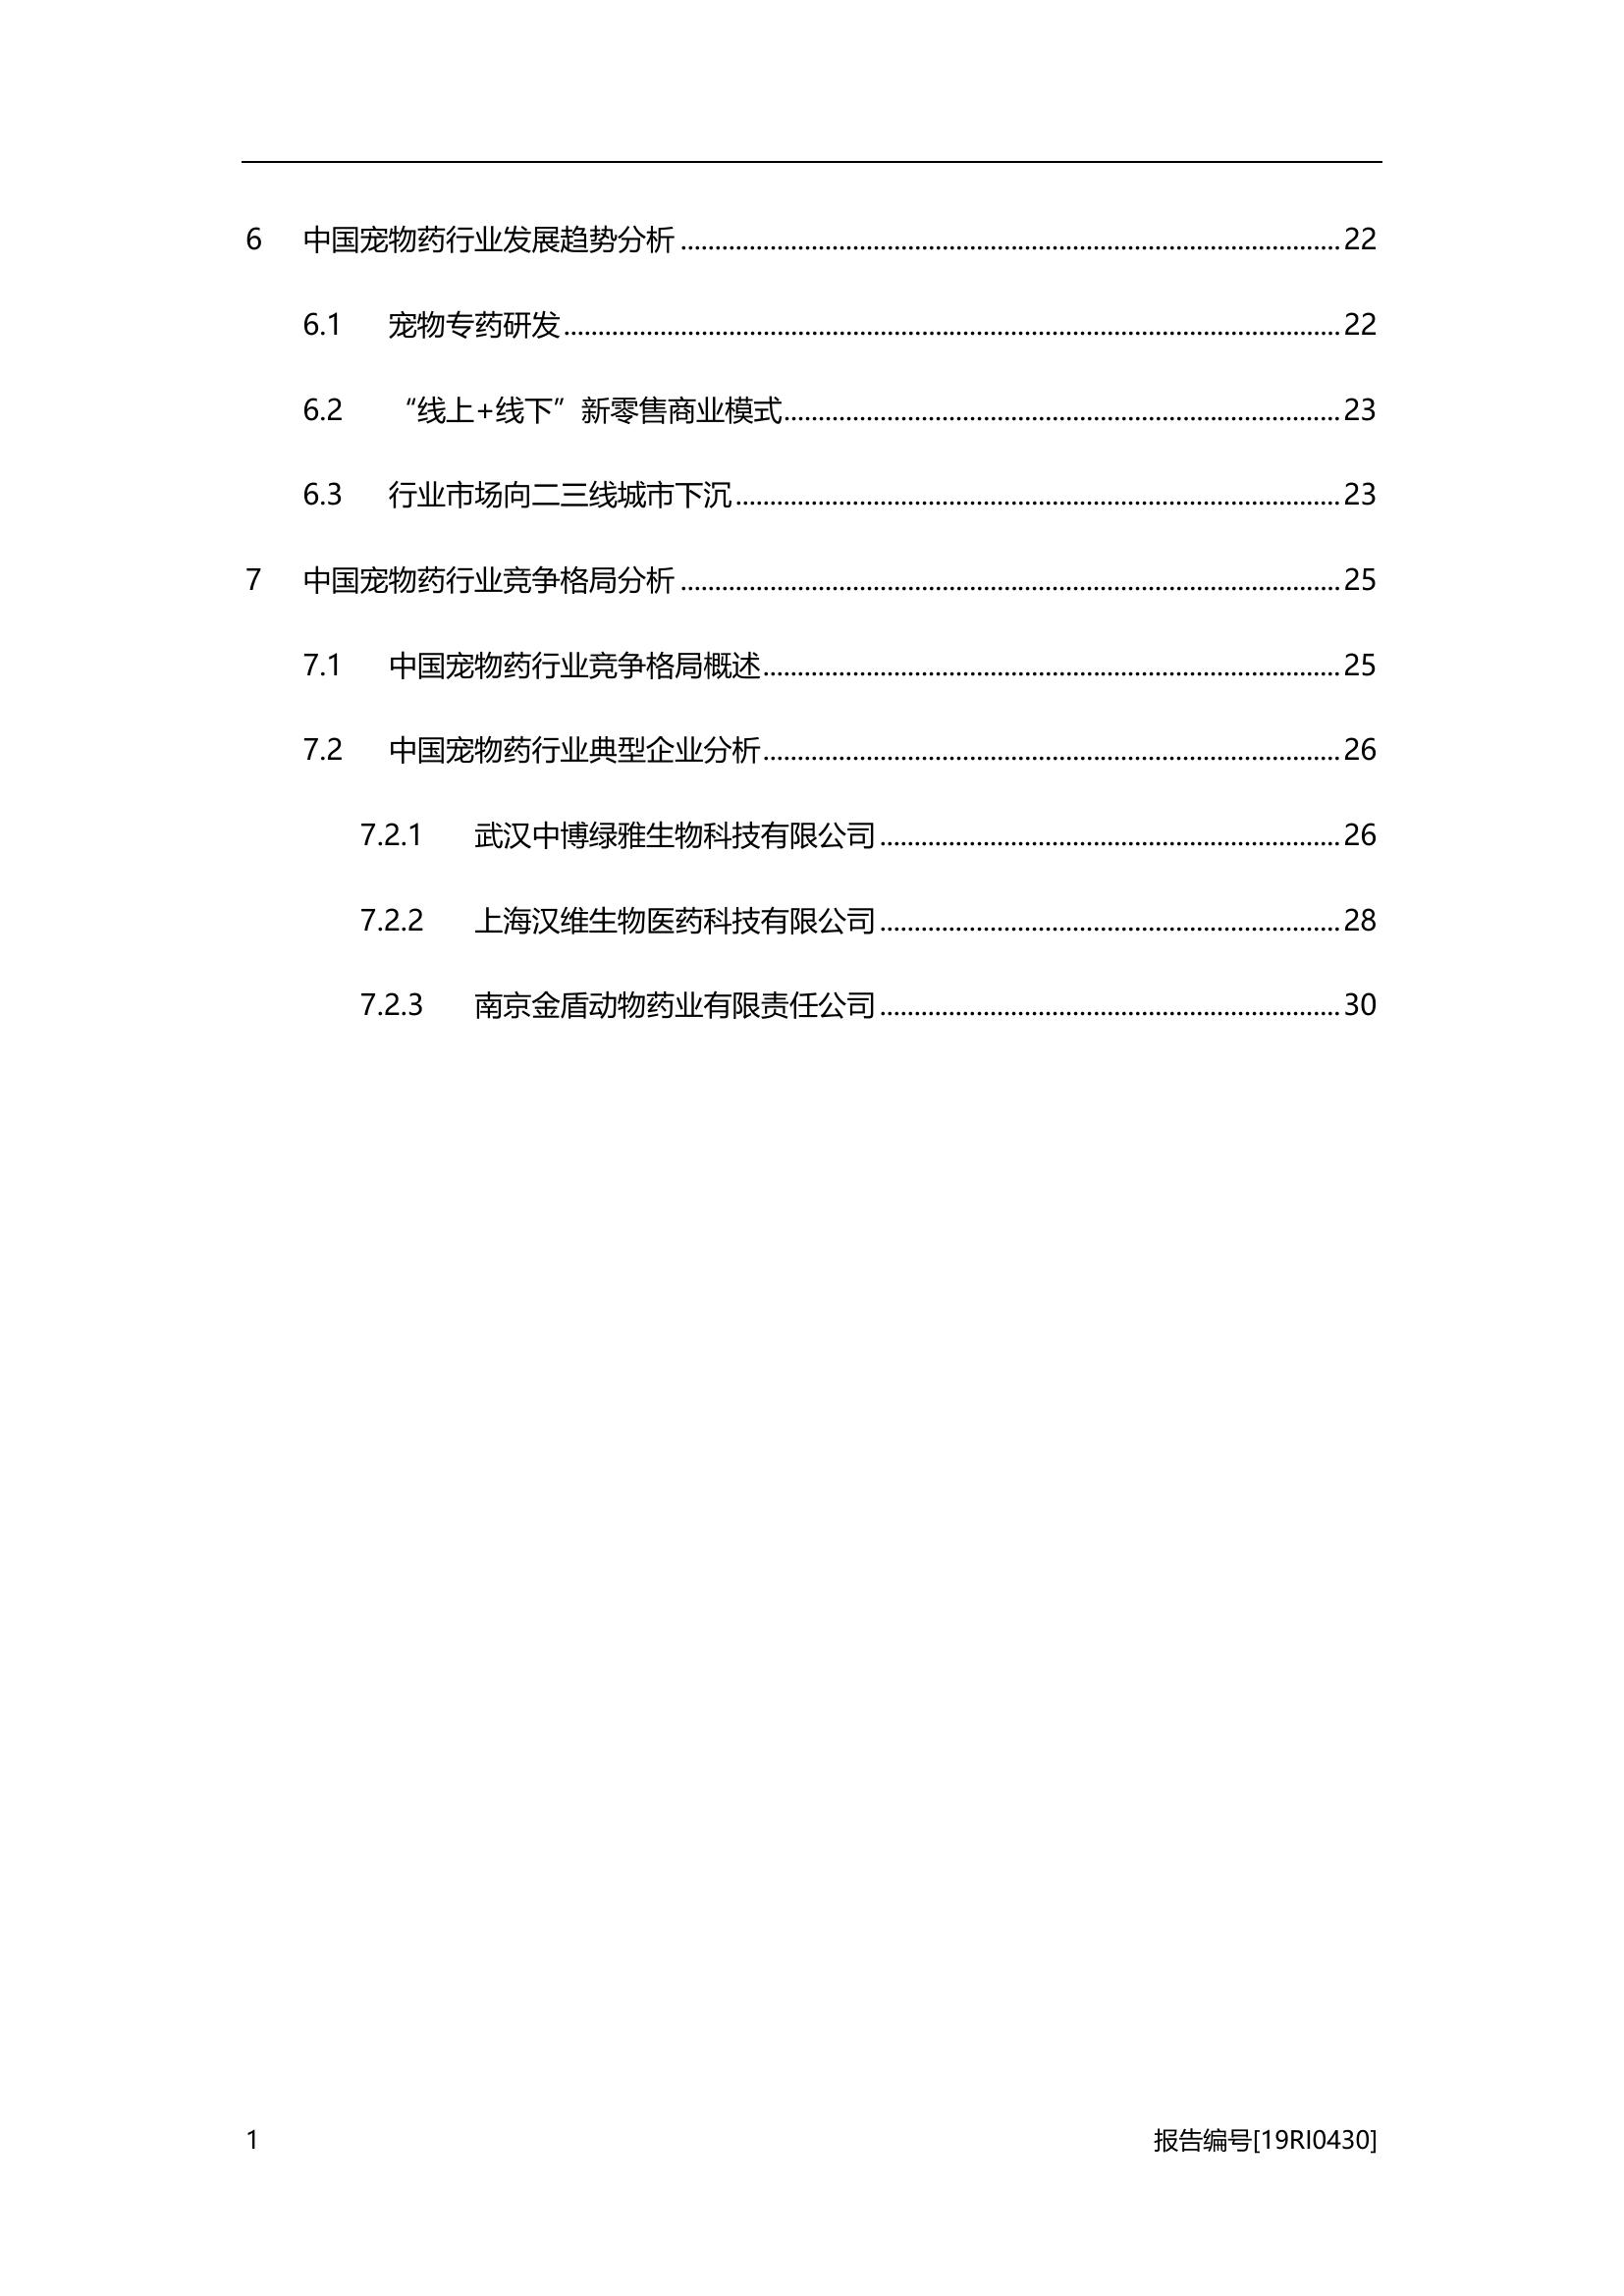 6 中国宠物药行业发展趋势分析 ........ 22
6.1 宠物专药研发 ........ 22
6.2 “线上+线下”新零售商业模式 ........ 23
6.3 行业市场向二三线城市下沉 ........ 23
7 中国宠物药行业竞争格局分析 ........ 25
7.1 中国宠物药行业竞争格局概述 ........ 25
7.2 中国宠物药行业典型企业分析 ........ 26
7.2.1 武汉中博绿雅生物科技有限公司 ........ 26
7.2.2 上海汉维生物医药科技有限公司 ........ 28
7.2.3 南京金盾动物药业有限责任公司 ........ 30
1 报告编号[19RI0430]